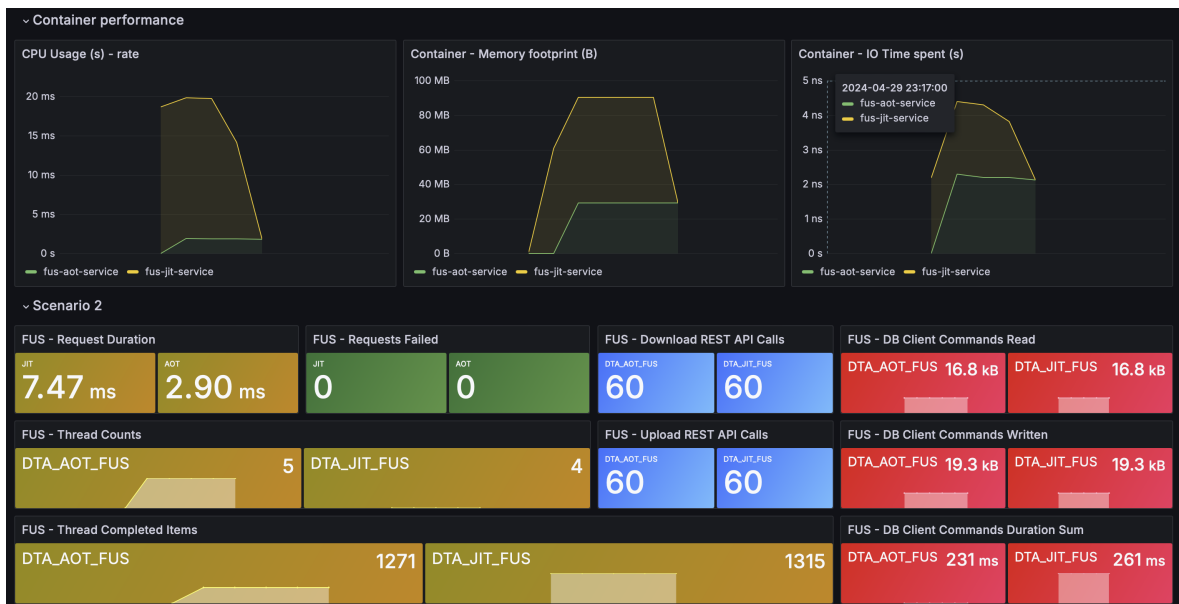 Container performance
CPU Usage (s) - rate
20 ms
15 ms
10 ms
5 ms
0 s
fus-aot-service fus-jit-service
Container - Memory footprint (B)
100 MB
80 MB
60 MB
40 MB
20 MB
0 B
fus-aot-service fus-jit-service
Container - IO Time spent (s)
5 ns
4 ns
3 ns
2 ns
1 ns
0 s
2024-04-29 23:17:00
fus-aot-service
fus-jit-service
fus-aot-service fus-jit-service
Scenario 2
FUS - Request Duration
JIT
7.47 ms
AOT
2.90 ms
FUS - Requests Failed
JIT
0
AOT
0
FUS - Download REST API Calls
DTA_AOT_FUS
60
DTA_JIT_FUS
60
FUS - DB Client Commands Read
DTA_AOT_FUS 16.8 kB
DTA_JIT_FUS 16.8 kB
FUS - Thread Counts
DTA_AOT_FUS 5
DTA_JIT_FUS 4
FUS - Upload REST API Calls
DTA_AOT_FUS
60
DTA_JIT_FUS
60
FUS - DB Client Commands Written
DTA_AOT_FUS 19.3 kB
DTA_JIT_FUS 19.3 kB
FUS - Thread Completed Items
DTA_AOT_FUS 1271
DTA_JIT_FUS 1315
FUS - DB Client Commands Duration Sum
DTA_AOT_FUS 231 ms
DTA_JIT_FUS 261 ms